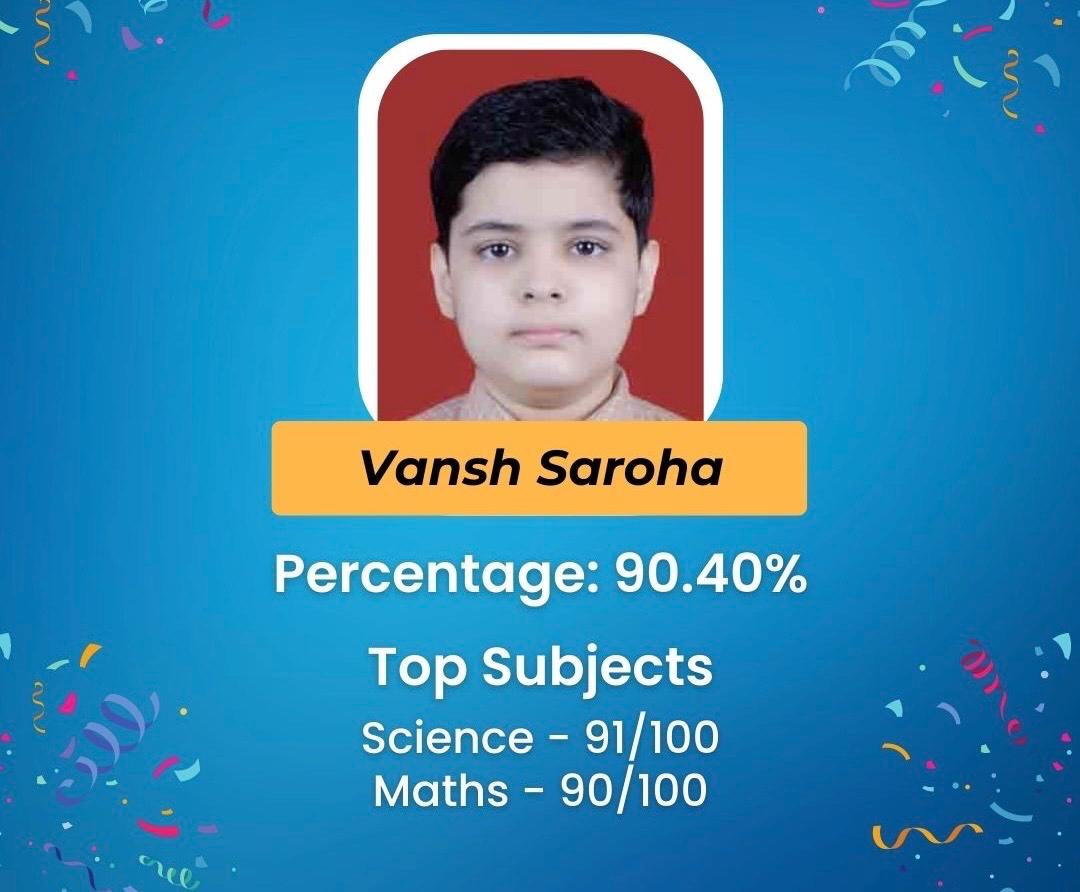 Vansh Saroha
Percentage: 90.40%
Top Subjects
Science - 91/100
Maths - 90/100